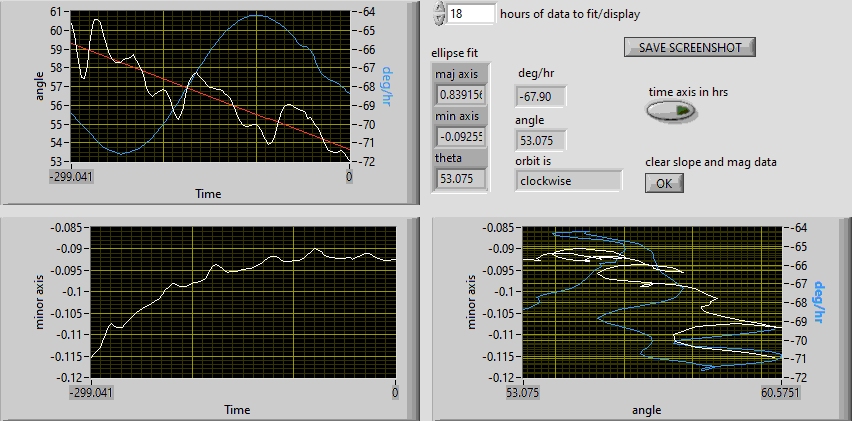 61
60
59
58
57
56
55
54
53
angle
-64
-65
-66
-67
-68
-69
-70
-71
-72
deg/hr
-299.041
0
Time
18 hours of data to fit/display
SAVE SCREENSHOT
ellipse fit
maj axis
0.839156
min axis
-0.09255
theta
53.075
deg/hr
-67.90
angle
53.075
orbit is
clockwise
time axis in hrs
clear slope and mag data
OK
-0.085
-0.09
-0.095
-0.1
-0.105
-0.11
-0.115
-0.12
minor axis
-299.041
0
Time
-0.085
-0.09
-0.095
-0.1
-0.105
-0.11
-0.115
-0.12
minor axis
-64
-65
-66
-67
-68
-69
-70
-71
-72
deg/hr
53.075
60.5751
angle